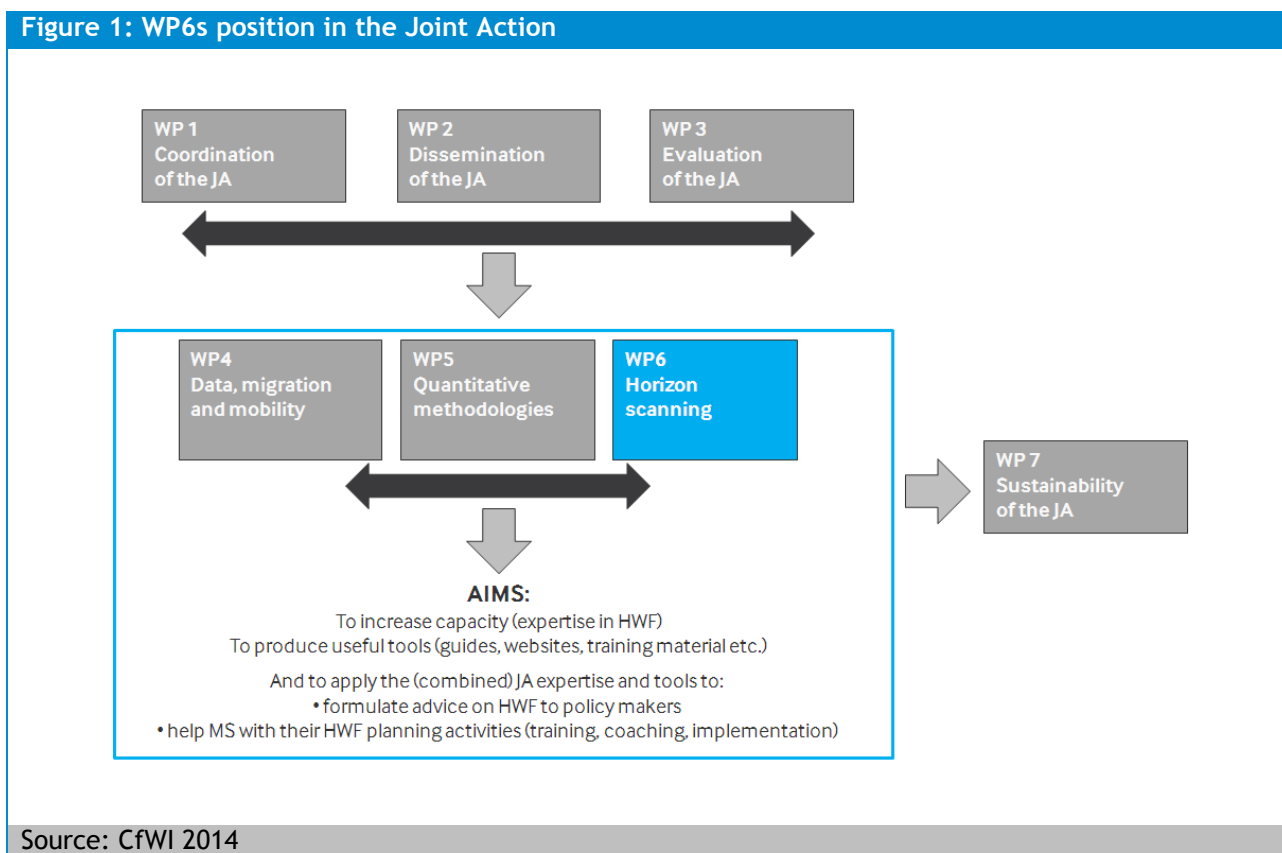 Figure 1: WP6s position in the Joint Action
WP 1
Coordination
of the JA
WP 2
Dissemination
of the JA
WP 3
Evaluation
of the JA
WP4
Data, migration
and mobility
WP5
Quantitative
methodologies
WP6
Horizon
scanning
WP 7
Sustainability
of the JA
AIMS:
To increase capacity (expertise in HWF)
To produce useful tools (guides, websites, training material etc.)
And to apply the (combined) JA expertise and tools to:
• formulate advice on HWF to policy makers
• help MS with their HWF planning activities (training, coaching, implementation)
Source: CfWI 2014